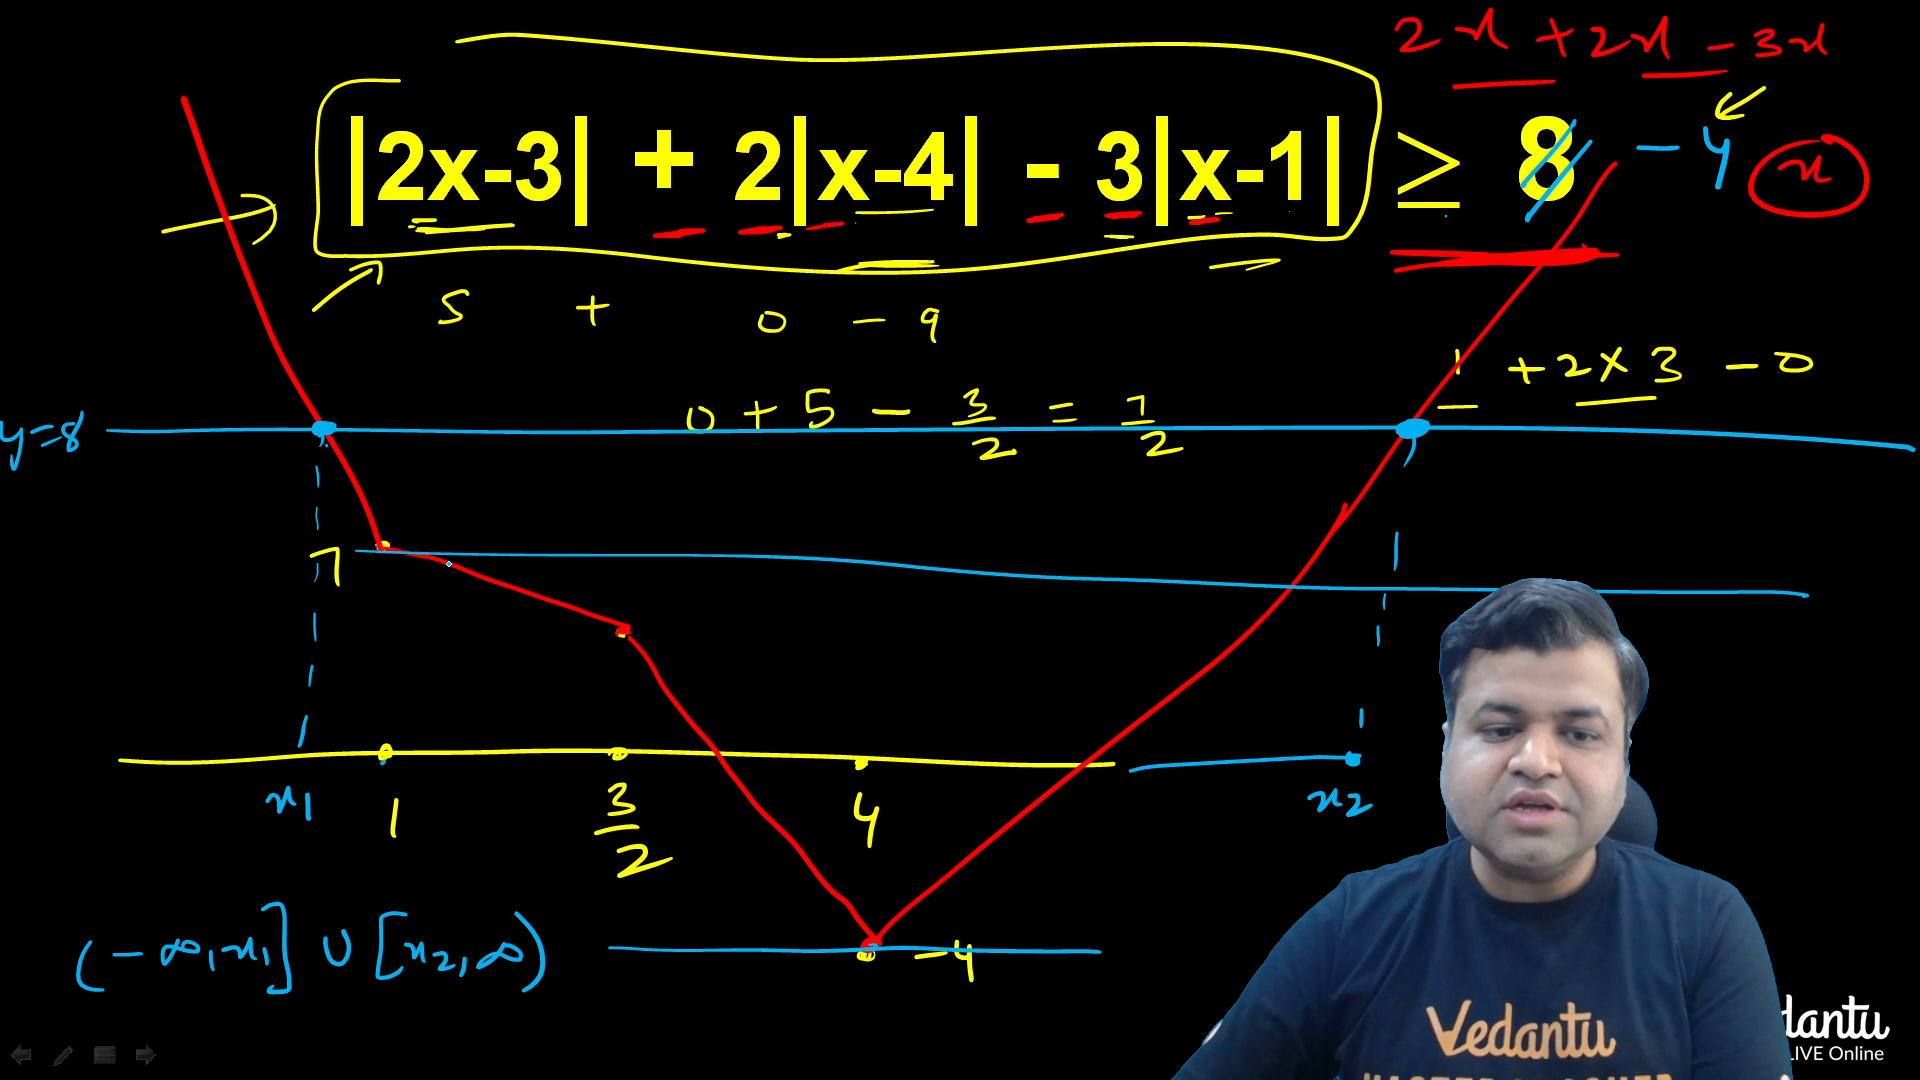 2x + 2x - 3x
|2x-3| + 2|x-4| - 3|x-1| ≥ 8
- 4
x
5 + 0 - 9
1 + 2 × 3 - 0
0 + 5 - 3/2 = 7/2
y=8
7
x1 1 3/2 4 x2
(-∞, x1] ∪ [x2, ∞)
-4
Vedantu
dantu
LIVE Online